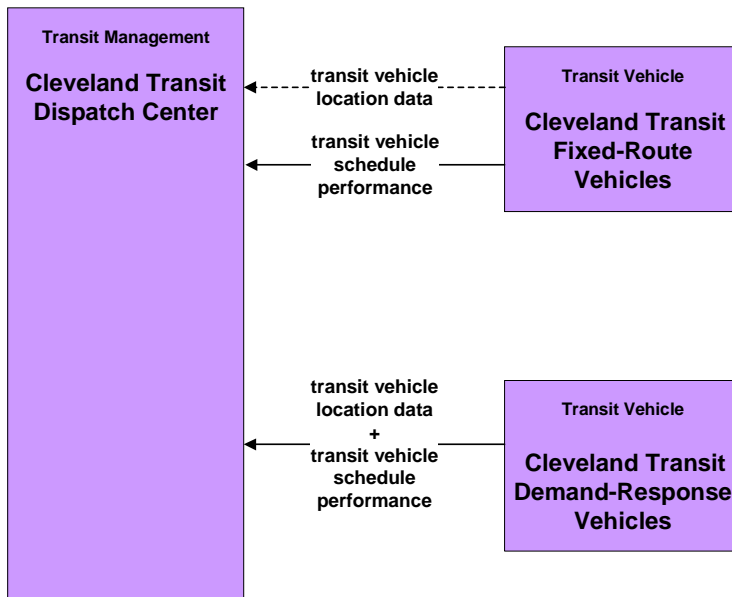 Transit Management
Cleveland Transit
Dispatch Center
transit vehicle
location data
transit vehicle
schedule
performance
Transit Vehicle
Cleveland Transit
Fixed-Route
Vehicles
transit vehicle
location data
+
transit vehicle
schedule
performance
Transit Vehicle
Cleveland Transit
Demand-Response
Vehicles